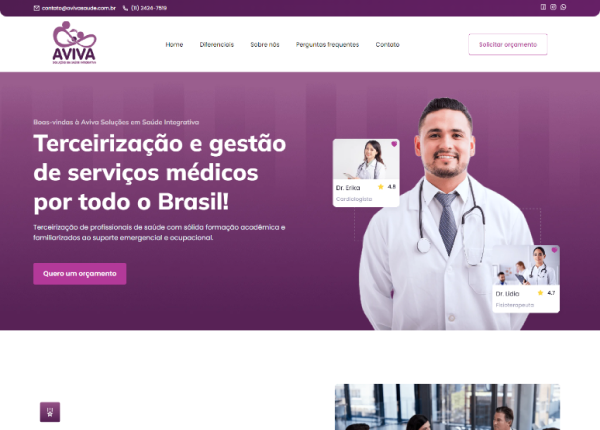 contato@avivasaude.com.br (11) 2424-7519
AVIVA
SOLUÇÕES EM SAÚDE INTEGRATIVA
Home Diferenciais Sobre nós Perguntas frequentes Contato
Solicitar orçamento
Boas-vindas à Aviva Soluções em Saúde Integrativa
Terceirização e gestão
de serviços médicos
por todo o Brasil!
Terceirização de profissionais de saúde com sólida formação acadêmica e
familiarizados ao suporte emergencial e ocupacional.
Quero um orçamento
Dr. Erika 4.8
Cardiologista
Dr. Lidia 4.7
Fisioterapeuta